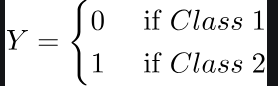 Y = { 0 if Class 1
1 if Class 2